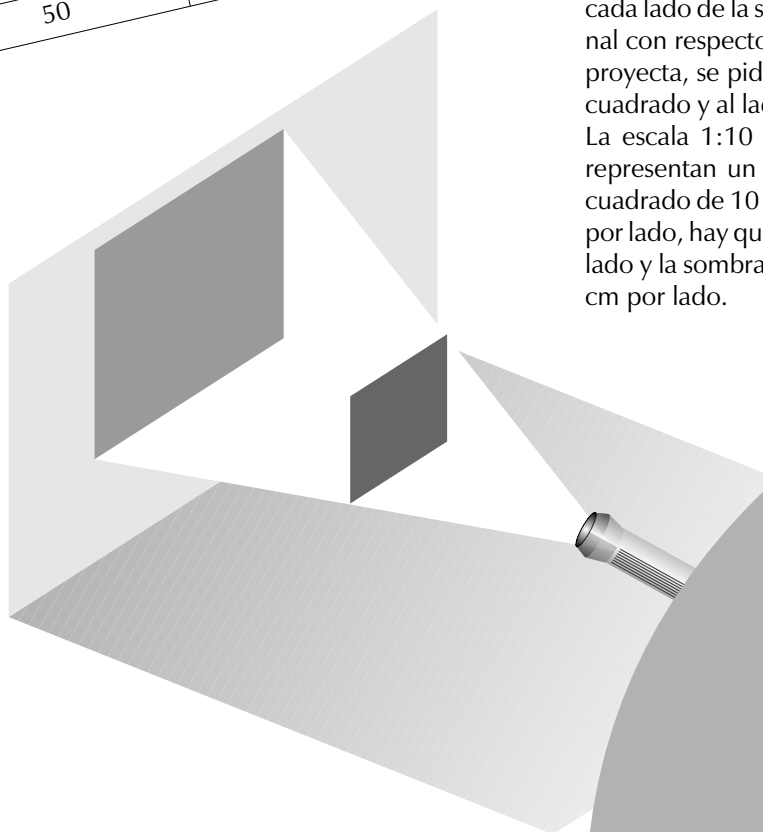 50
cada lado de la s
nal con respecto
proyecta, se pid
cuadrado y al la
La escala 1:10
representan un
cuadrado de 10
por lado, hay qu
lado y la sombra
cm por lado.